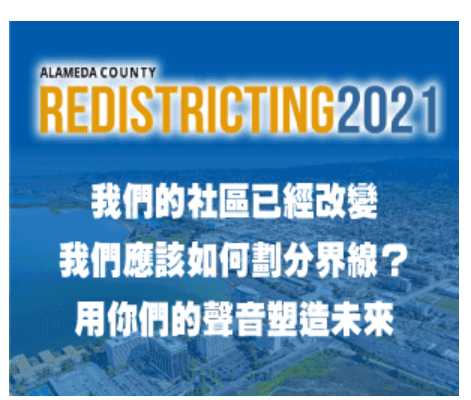 ALAMEDA COUNTY
REDISTRICTING2021
我們的社區已經改變
我們應該如何劃分界線？
用你們的聲音塑造未來